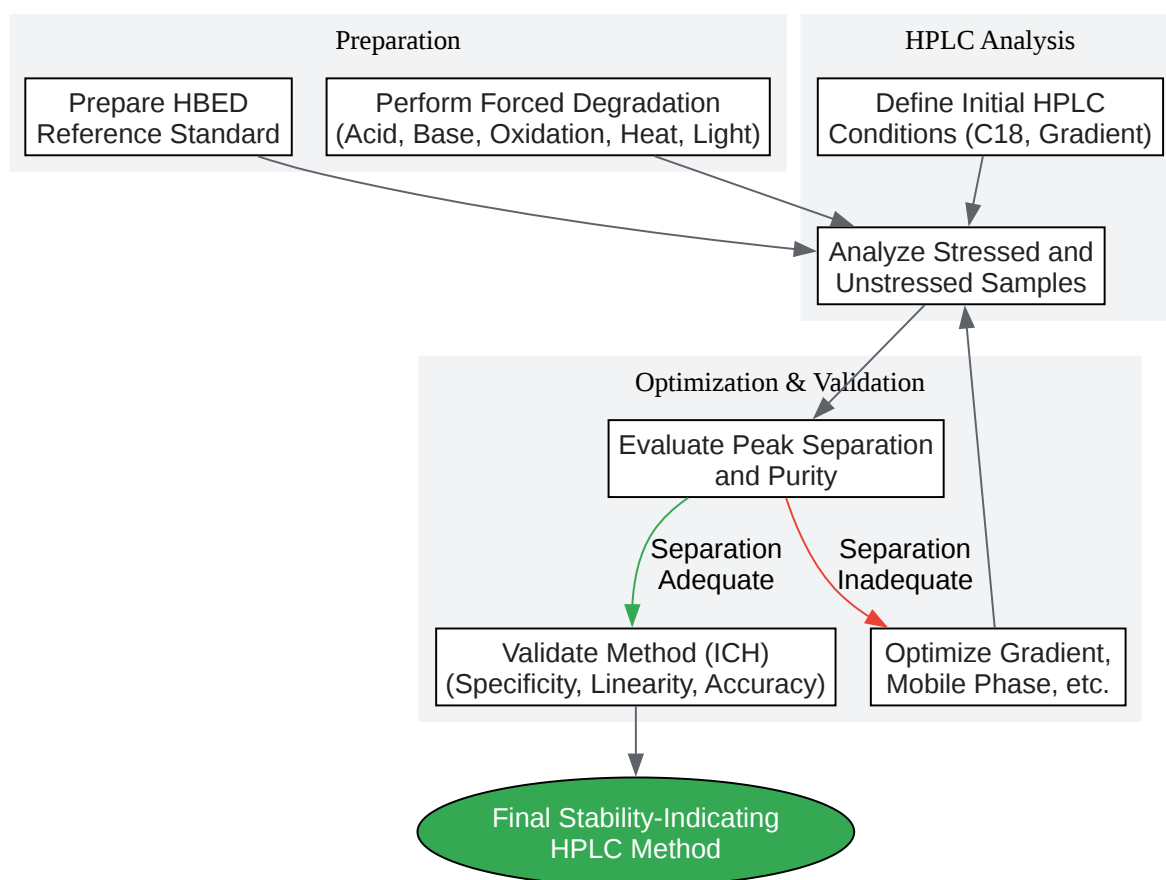 Preparation
HPLC Analysis
Prepare HBED
Reference Standard
Perform Forced Degradation
(Acid, Base, Oxidation, Heat, Light)
Define Initial HPLC
Conditions (C18, Gradient)
Analyze Stressed and
Unstressed Samples
Optimization & Validation
Evaluate Peak Separation
and Purity
Separation
Adequate
Separation
Inadequate
Validate Method (ICH)
(Specificity, Linearity, Accuracy)
Optimize Gradient,
Mobile Phase, etc.
Final Stability-Indicating
HPLC Method